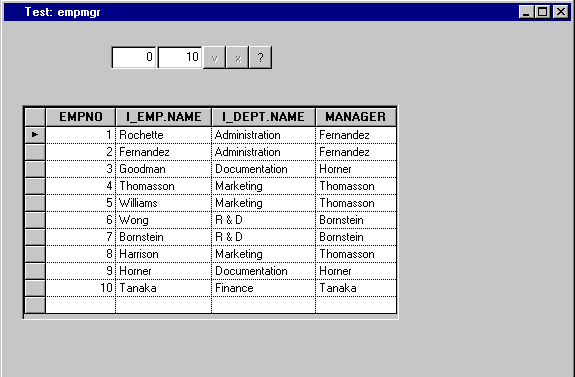 Test: empmgr
0 10 v x ?
EMPNO I_EMP.NAME I_DEPT.NAME MANAGER
1 Rochette Administration Fernandez
2 Fernandez Administration Fernandez
3 Goodman Documentation Horner
4 Thomasson Marketing Thomasson
5 Williams Marketing Thomasson
6 Wong R & D Bornstein
7 Bornstein R & D Bornstein
8 Harrison Marketing Thomasson
9 Horner Documentation Horner
10 Tanaka Finance Tanaka